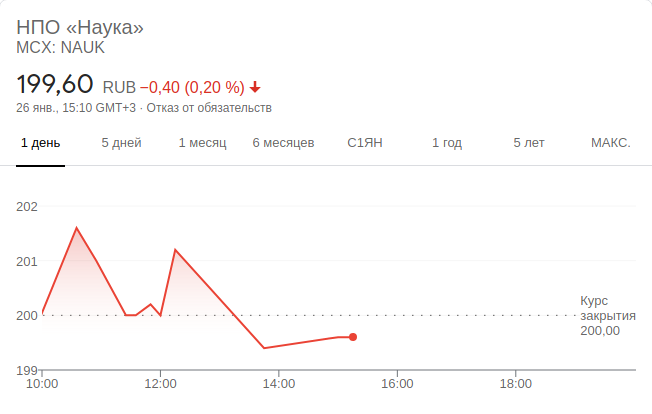 НПО «Наука»
MCX: NAUK
199,60 RUB −0,40 (0,20 %)
26 янв., 15:10 GMT+3 · Отказ от обязательств
1 день 5 дней 1 месяц 6 месяцев С1ЯН 1 год 5 лет МАКС.
202
201
200
199
Курс
закрытия
200,00
10:00 12:00 14:00 16:00 18:00